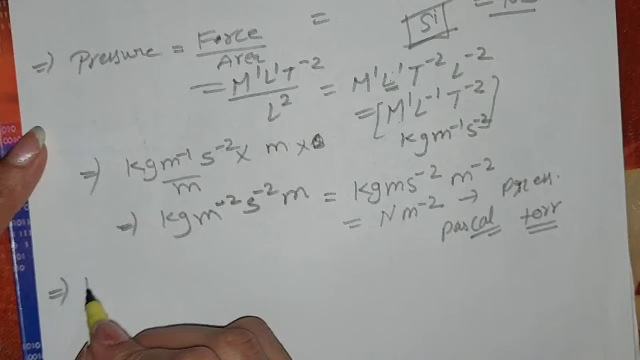 =
Si
⇒ Pressure = Force / Area
= M¹L¹T⁻² / L² = M¹L¹T⁻² L⁻²
= [M¹L⁻¹T⁻²]
kgm⁻¹s⁻²
⇒ kgm⁻¹s⁻² × m ×
m
⇒ kgm⁻²s⁻²m = kgms⁻² m⁻²
= Nm⁻² → Press.
pascal torr
⇒